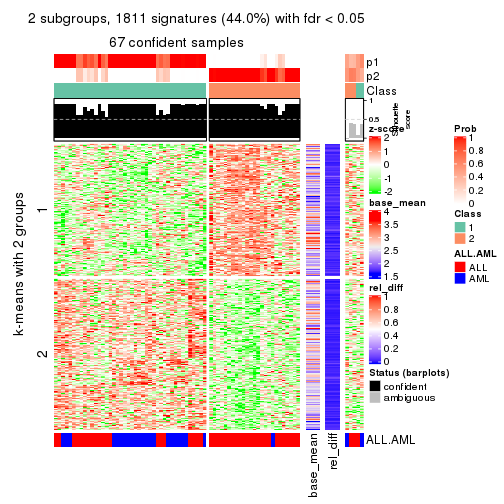 2 subgroups, 1811 signatures (44.0%) with fdr < 0.05
67 confident samples
p1
p2
Class
1
0.5
0
Silhouette
score
k-means with 2 groups
1
2
ALL.AML
base_mean
rel_diff
z-score
2
1
0
-1
-2
base_mean
4
3.5
3
2.5
2
1.5
rel_diff
1
0.8
0.6
0.4
0.2
0
Status (barplots)
confident
ambiguous
Prob
1
0.8
0.6
0.4
0.2
0
Class
1
2
ALL.AML
ALL
AML